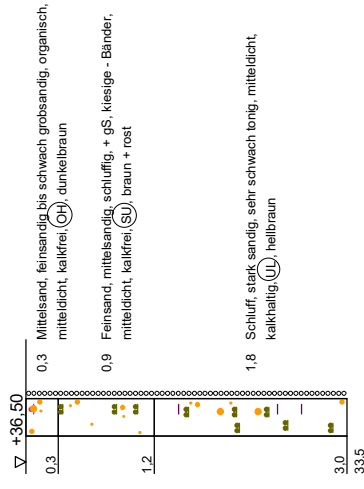 +36,50
0,3 Mittelsand, feinsandig bis schwach grobsandig, organisch,
mitteldicht, kalkfrei, OH, dunkelbraun
0,3
0,9 Feinsand, mittelsandig, schluffig, + gS, kiesige - Bänder,
mitteldicht, kalkfrei, SU, braun + rost
1,2
1,8 Schluff, stark sandig, sehr schwach tonig, mitteldicht,
kalkhaltig, UL, hellbraun
3,0
33.5